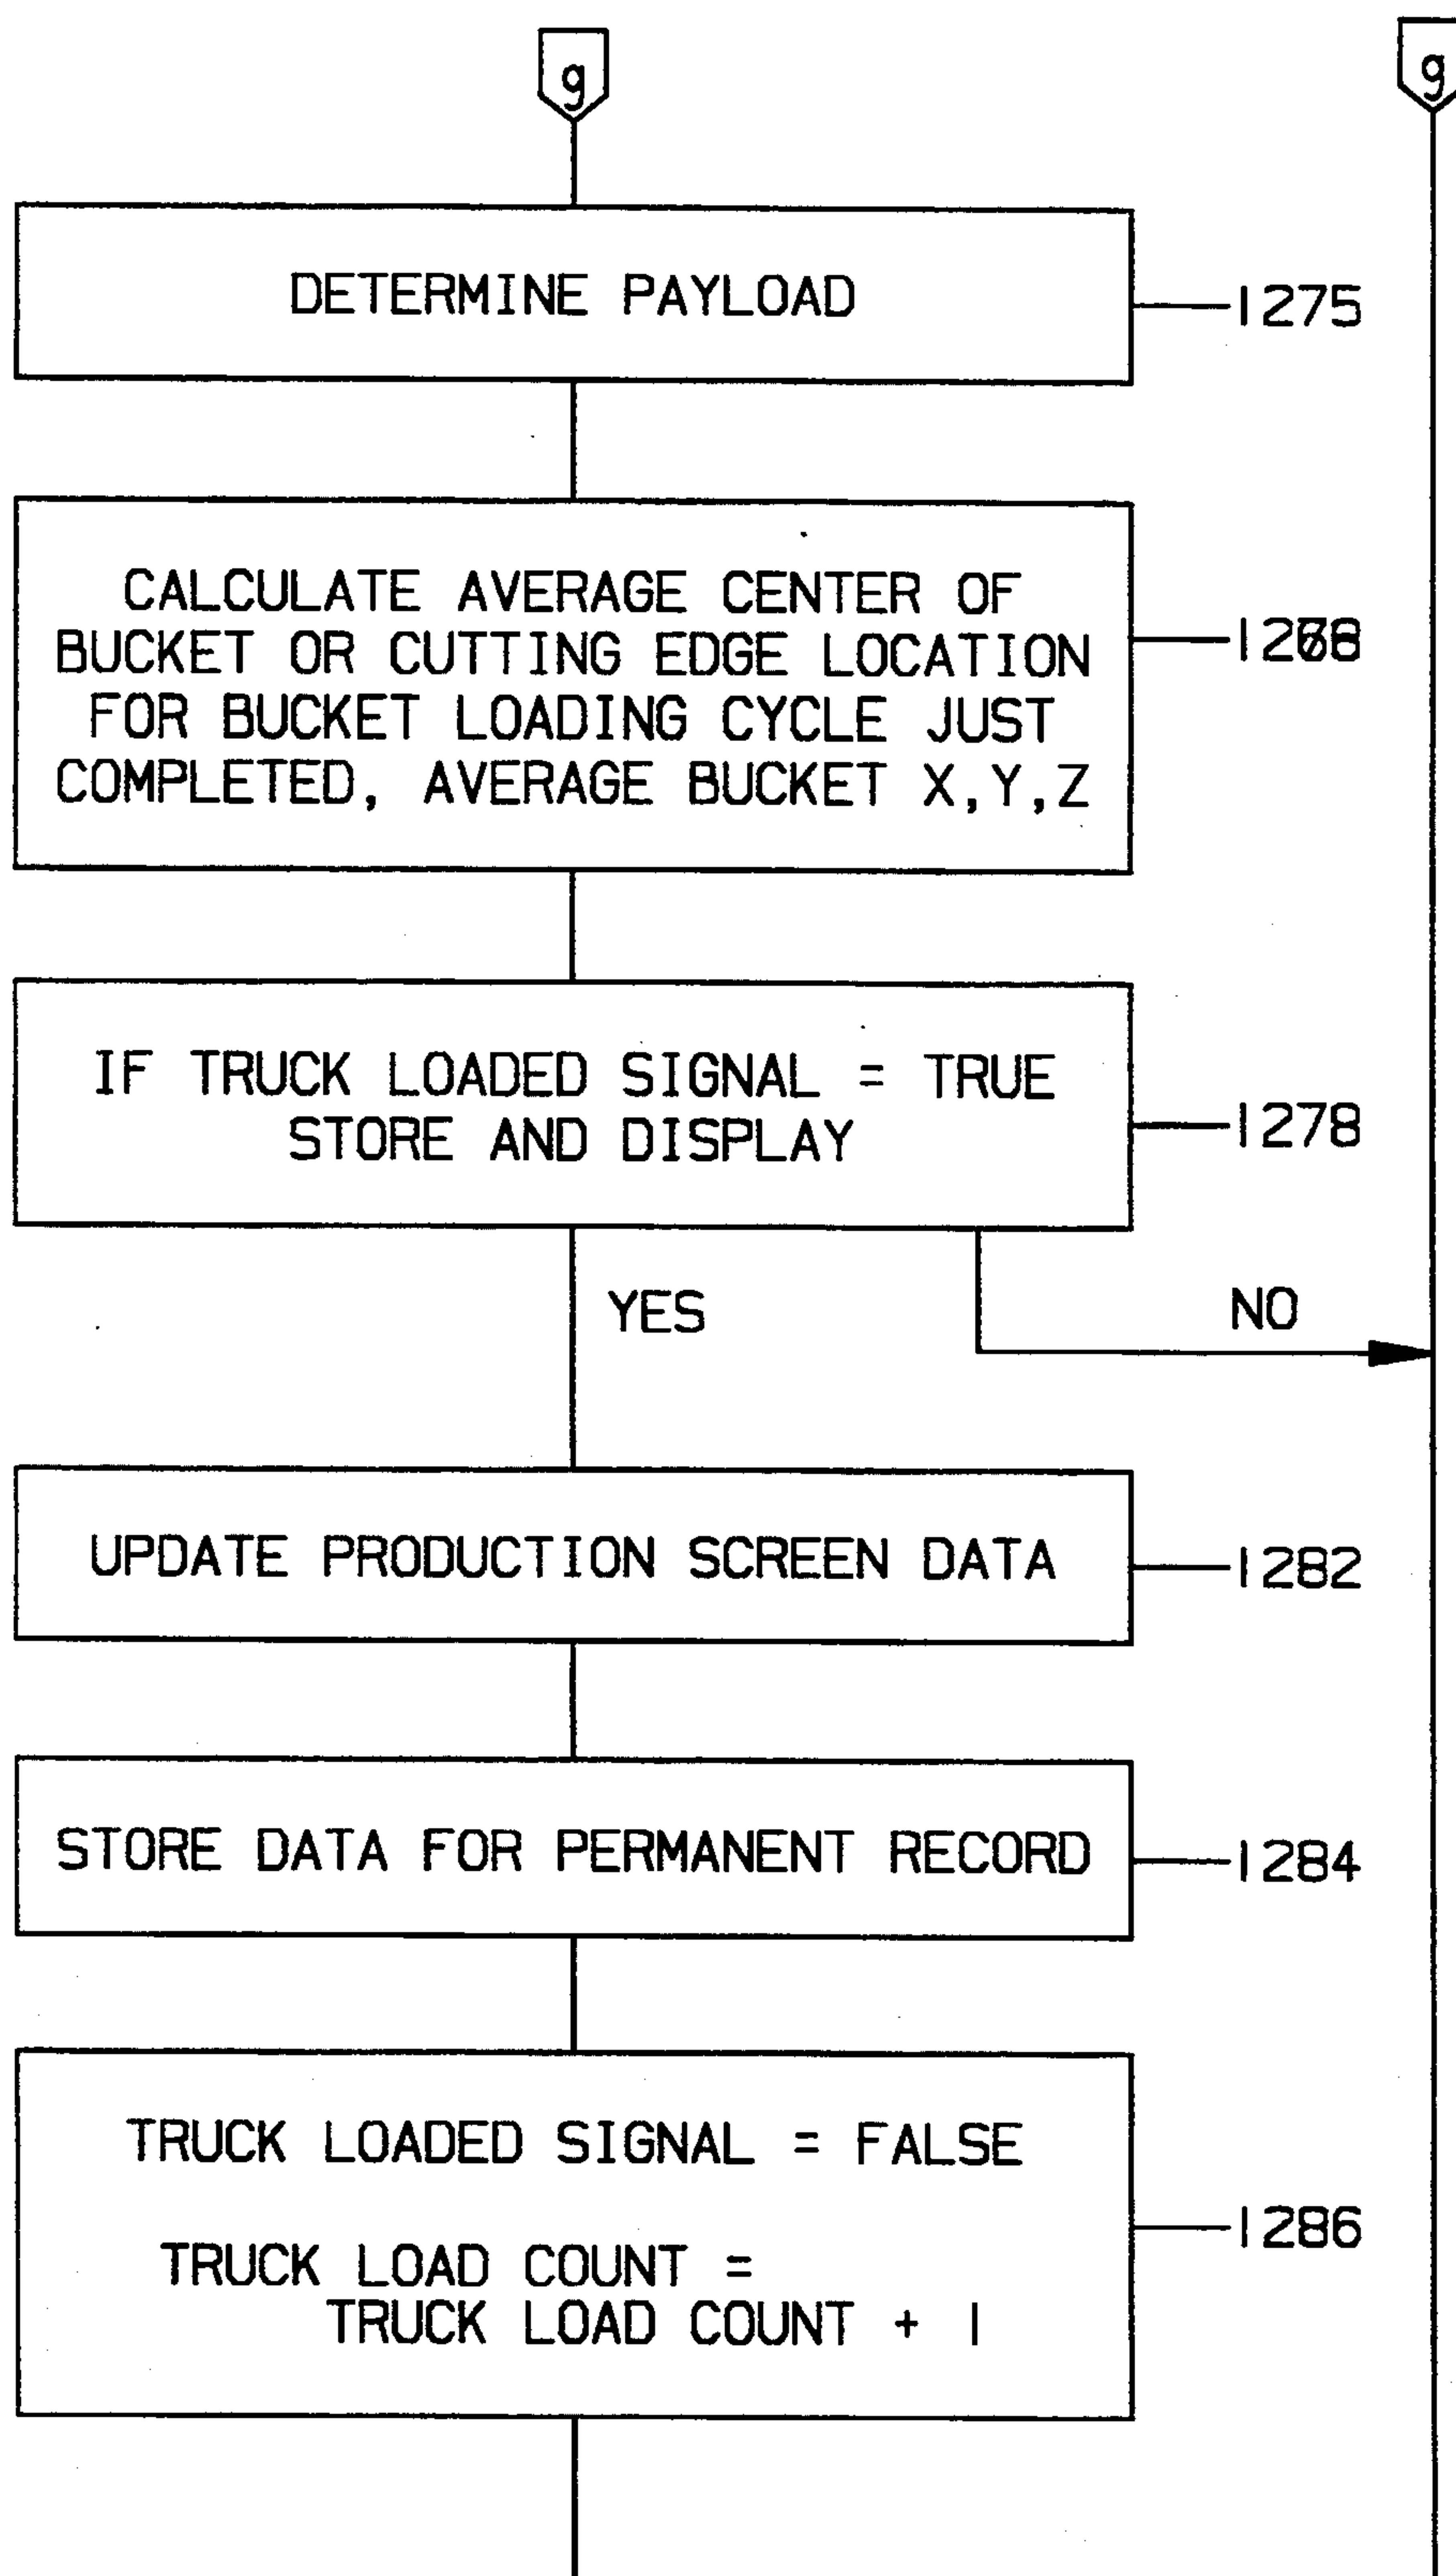 g
g
DETERMINE PAYLOAD
1275
CALCULATE AVERAGE CENTER OF
BUCKET OR CUTTING EDGE LOCATION
FOR BUCKET LOADING CYCLE JUST
COMPLETED, AVERAGE BUCKET X,Y,Z
IF TRUCK LOADED SIGNAL = TRUE
STORE AND DISPLAY
1278
YES
NO
UPDATE PRODUCTION SCREEN DATA
1282
STORE DATA FOR PERMANENT RECORD
1284
TRUCK LOADED SIGNAL = FALSE
TRUCK LOAD COUNT =
TRUCK LOAD COUNT + 1
1286